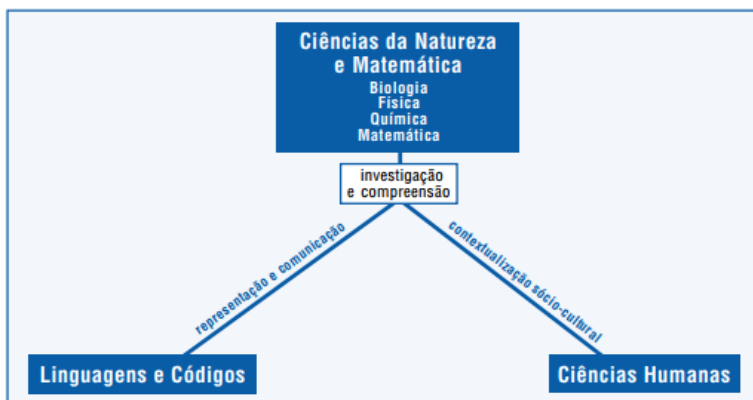 Ciências da Natureza
e Matemática
Biologia
Física
Química
Matemática
investigação
e compreensão
representação e comunicação
contextualização sócio-cultural
Linguagens e Códigos
Ciências Humanas